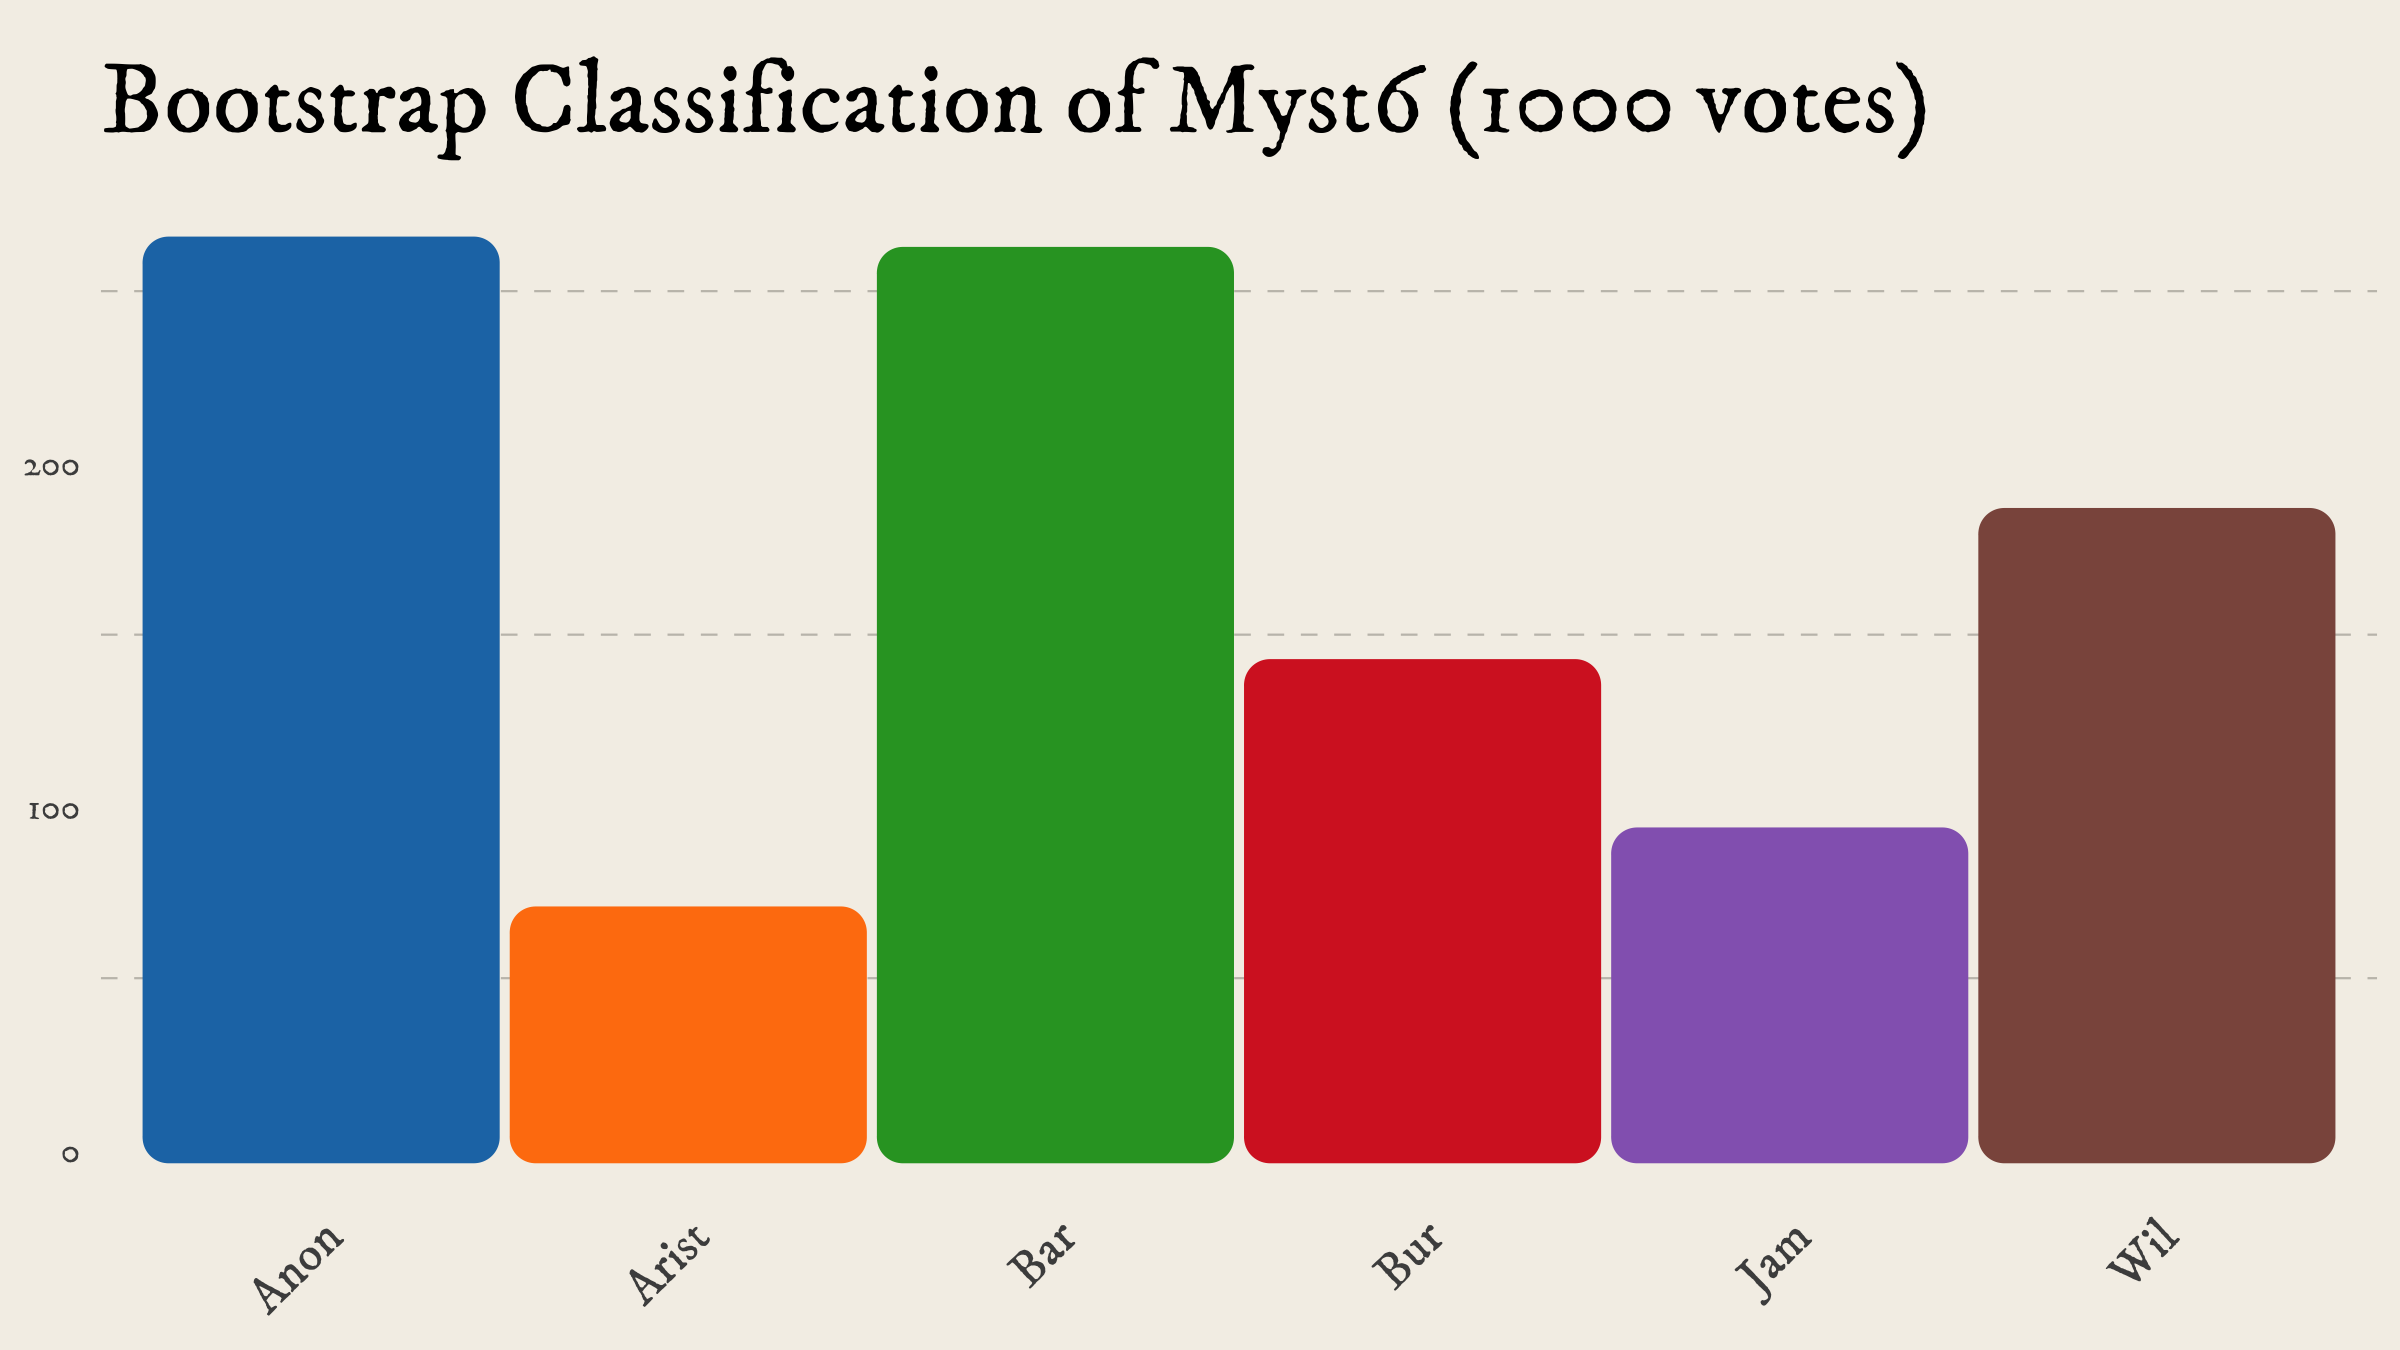 Bootstrap Classification of Myst6 (1000 votes)
200
100
0
Anon
Arist
Bar
Bur
Jam
Wil